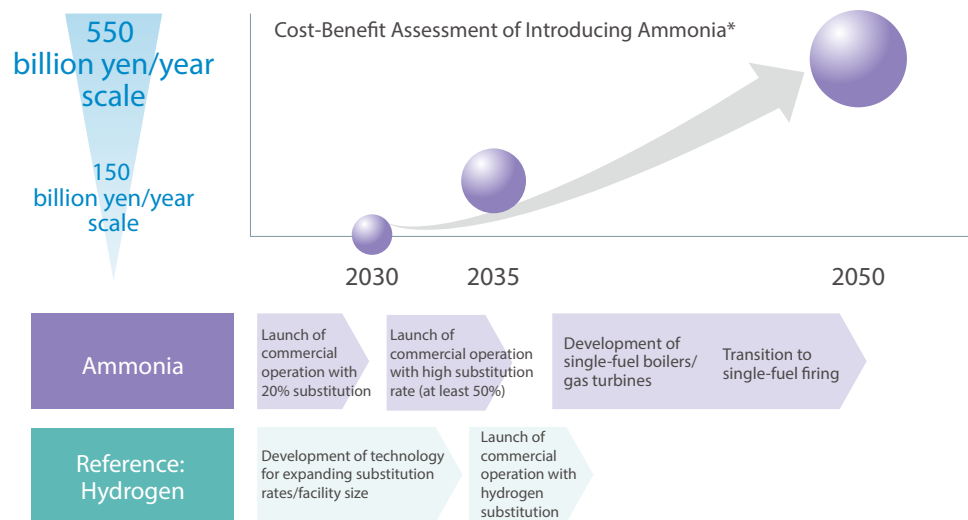 550
billion yen/year
scale
150
billion yen/year
scale
Cost-Benefit Assessment of Introducing Ammonia*
2030
2035
2050
Ammonia
Launch of
commercial
operation with
20% substitution
Launch of
commercial operation
with high substitution
rate (at least 50%)
Development of
single-fuel boilers/
gas turbines
Transition to
single-fuel firing
Reference:
Hydrogen
Development of technology
for expanding substitution
rates/facility size
Launch of
commercial
operation with
hydrogen
substitution